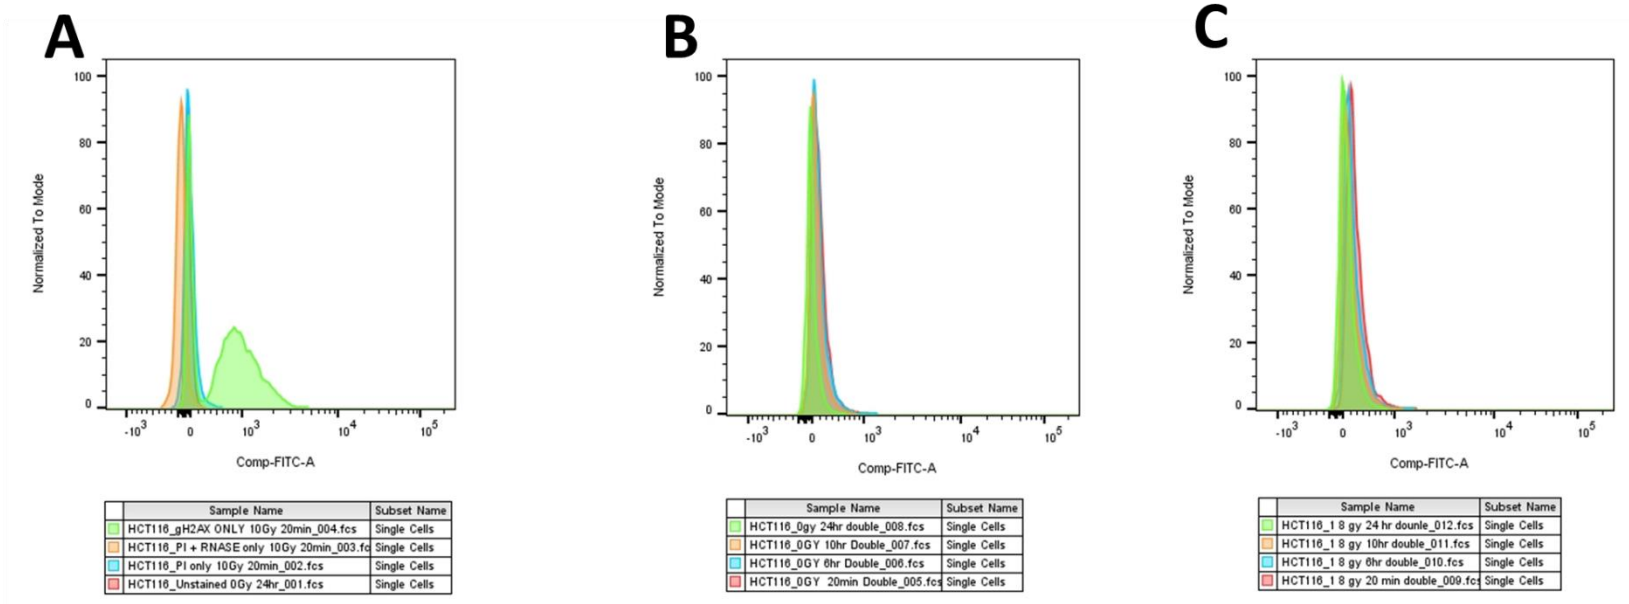 A
B
C
100
80
60
40
20
0
Normalized To Mode
-10³ 0 10³ 10⁴ 10⁵
Comp-FITC-A
Sample Name Subset Name
HCT116_gH2AX ONLY 10Gy 20min_004.fcs Single Cells
HCT116_PI + RNASE only 10Gy 20min_003.fc Single Cells
HCT116_PI only 10Gy 20min_002.fcs Single Cells
HCT116_Unstained 0Gy 24hr_001.fcs Single Cells
100
80
60
40
20
0
Normalized To Mode
-10³ 0 10³ 10⁴ 10⁵
Comp-FITC-A
Sample Name Subset Name
HCT116_0gy 24hr double_008.fcs Single Cells
HCT116_0GY 10hr Double_007.fcs Single Cells
HCT116_0GY 6hr Double_006.fcs Single Cells
HCT116_0GY 20min Double_005.fcs Single Cells
100
80
60
40
20
0
Normalized To Mode
-10³ 0 10³ 10⁴ 10⁵
Comp-FITC-A
Sample Name Subset Name
HCT116_1 8 gy 24 hr dounle_012.fcs Single Cells
HCT116_1 8 gy 10hr double_011.fcs Single Cells
HCT116_1 8 gy 6hr double_010.fcs Single Cells
HCT116_1 8 gy 20 min double_009.fcs Single Cells